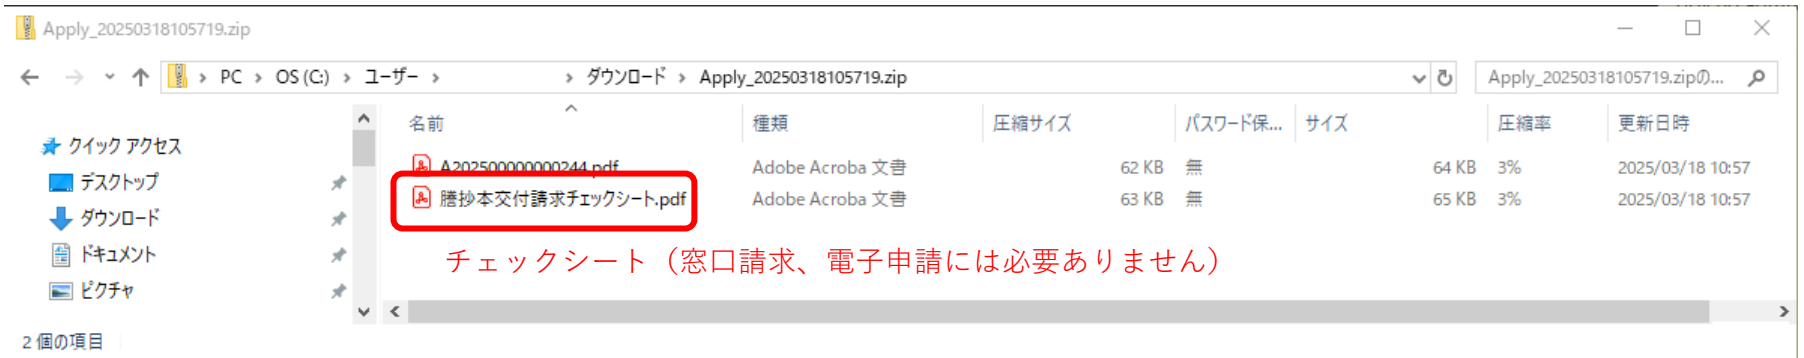 Apply_20250318105719.zip
PC › OS (C:) › ユーザー › › ダウンロード › Apply_20250318105719.zip
Apply_20250318105719.zipの...
クイック アクセス
デスクトップ
ダウンロード
ドキュメント
ピクチャ
名前 種類 圧縮サイズ パスワード保... サイズ 圧縮率 更新日時
A202500000000244.pdf Adobe Acroba 文書 62 KB 無 64 KB 3% 2025/03/18 10:57
謄抄本交付請求チェックシート.pdf Adobe Acroba 文書 63 KB 無 65 KB 3% 2025/03/18 10:57
チェックシート（窓口請求、電子申請には必要ありません）
2 個の項目